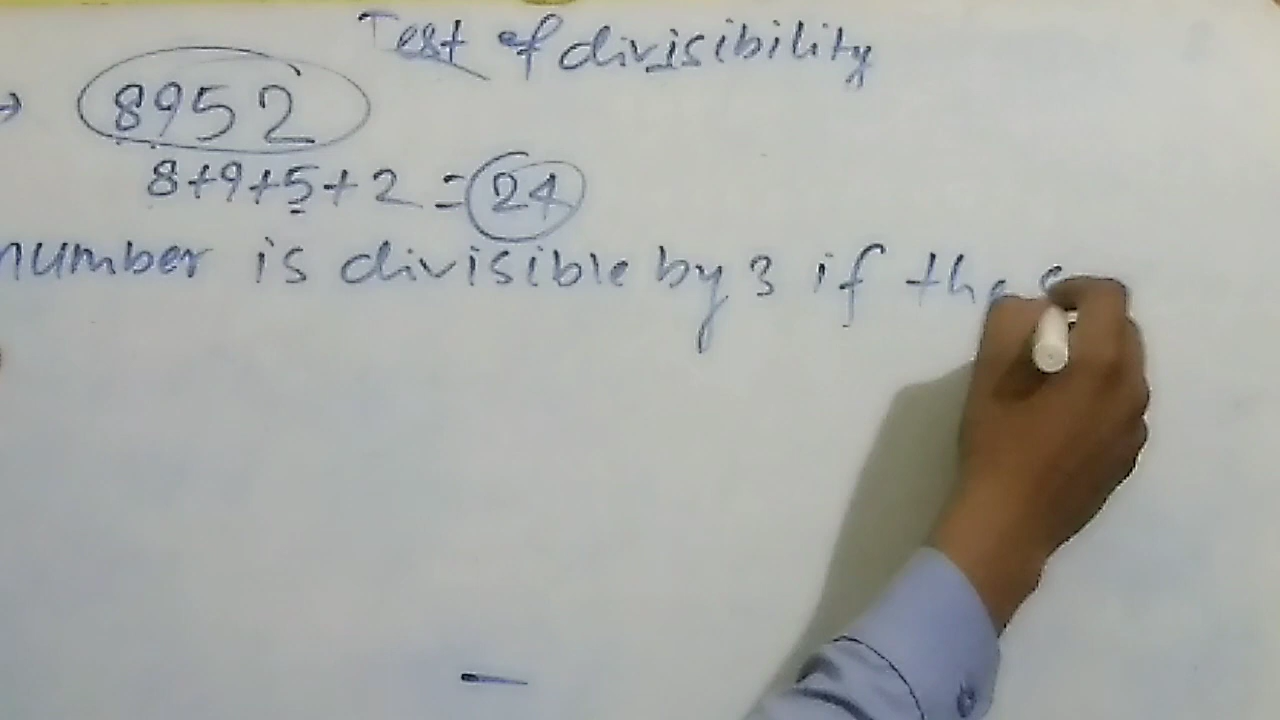 Test of divisibility
→ 8952
8+9+5+2 = 24
number is divisible by 3 if the